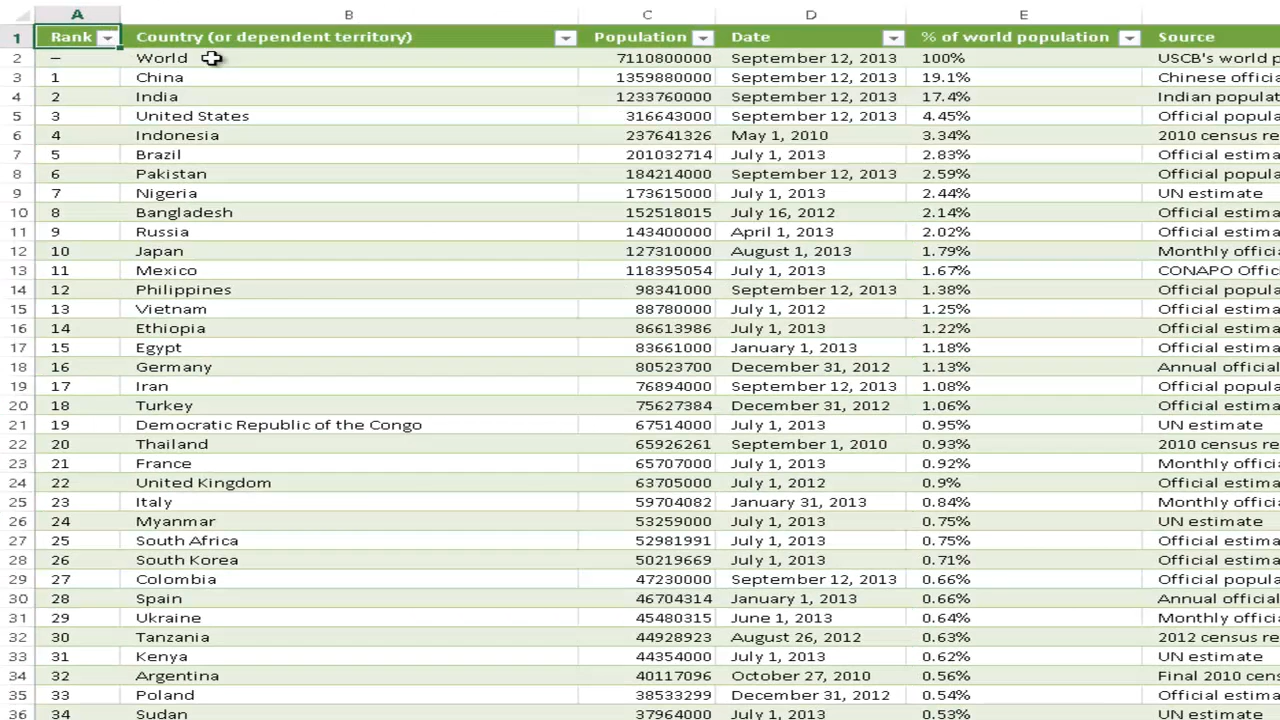 A B C D E
1 Rank Country (or dependent territory) Population Date % of world population Source
2 – World 7110800000 September 12, 2013 100% USCB's world p
3 1 China 1359880000 September 12, 2013 19.1% Chinese officia
4 2 India 1233760000 September 12, 2013 17.4% Indian populat
5 3 United States 316643000 September 12, 2013 4.45% Official popula
6 4 Indonesia 237641326 May 1, 2010 3.34% 2010 census re
7 5 Brazil 201032714 July 1, 2013 2.83% Official estima
8 6 Pakistan 184214000 September 12, 2013 2.59% Official popula
9 7 Nigeria 173615000 July 1, 2013 2.44% UN estimate
10 8 Bangladesh 152518015 July 16, 2012 2.14% Official estima
11 9 Russia 143400000 April 1, 2013 2.02% Official estima
12 10 Japan 127310000 August 1, 2013 1.79% Monthly offici
13 11 Mexico 118395054 July 1, 2013 1.67% CONAPO Offic
14 12 Philippines 98341000 September 12, 2013 1.38% Official popula
15 13 Vietnam 88780000 July 1, 2012 1.25% Official estima
16 14 Ethiopia 86613986 July 1, 2013 1.22% Official estima
17 15 Egypt 83661000 January 1, 2013 1.18% Official estima
18 16 Germany 80523700 December 31, 2012 1.13% Annual official
19 17 Iran 76894000 September 12, 2013 1.08% Official popula
20 18 Turkey 75627384 December 31, 2012 1.06% Official estima
21 19 Democratic Republic of the Congo 67514000 July 1, 2013 0.95% UN estimate
22 20 Thailand 65926261 September 1, 2010 0.93% 2010 census re
23 21 France 65707000 July 1, 2013 0.92% Monthly offici
24 22 United Kingdom 63705000 July 1, 2012 0.9% Official estima
25 23 Italy 59704082 January 31, 2013 0.84% Monthly offici
26 24 Myanmar 53259000 July 1, 2013 0.75% UN estimate
27 25 South Africa 52981991 July 1, 2013 0.75% Official estima
28 26 South Korea 50219669 July 1, 2013 0.71% Official estima
29 27 Colombia 47230000 September 12, 2013 0.66% Official popula
30 28 Spain 46704314 January 1, 2013 0.66% Annual official
31 29 Ukraine 45480315 June 1, 2013 0.64% Monthly offici
32 30 Tanzania 44928923 August 26, 2012 0.63% 2012 census re
33 31 Kenya 44354000 July 1, 2013 0.62% UN estimate
34 32 Argentina 40117096 October 27, 2010 0.56% Final 2010 cens
35 33 Poland 38533299 December 31, 2012 0.54% Official estima
36 34 Sudan 37964000 July 1, 2013 0.53% UN estimate